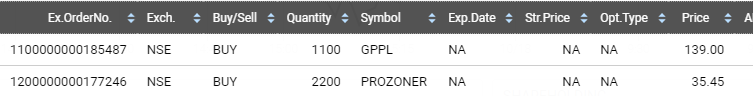 Ex.OrderNo. Exch. Buy/Sell Quantity Symbol Exp.Date Str.Price Opt.Type Price
1100000000185487 NSE BUY 1100 GPPL NA NA NA 139.00
1200000000177246 NSE BUY 2200 PROZONER NA NA NA 35.45